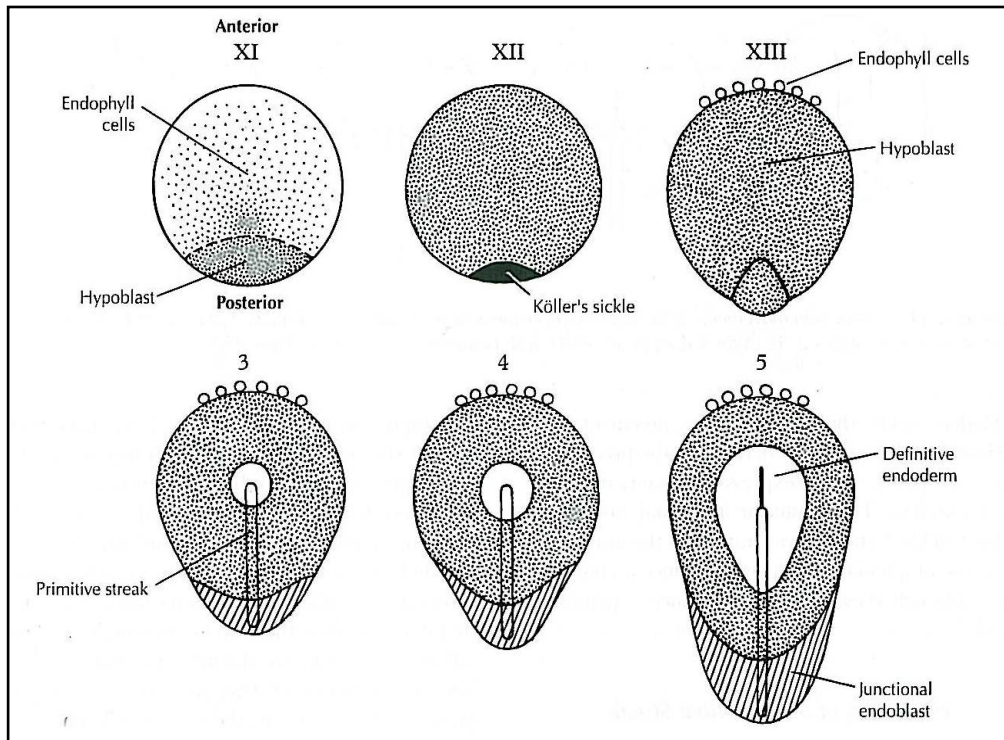 Anterior
XI
XII
XIII
Endophyll
cells
Endophyll cells
Hypoblast
Hypoblast
Posterior
Köller's sickle
3
4
5
Definitive
endoderm
Primitive streak
Junctional
endoblast